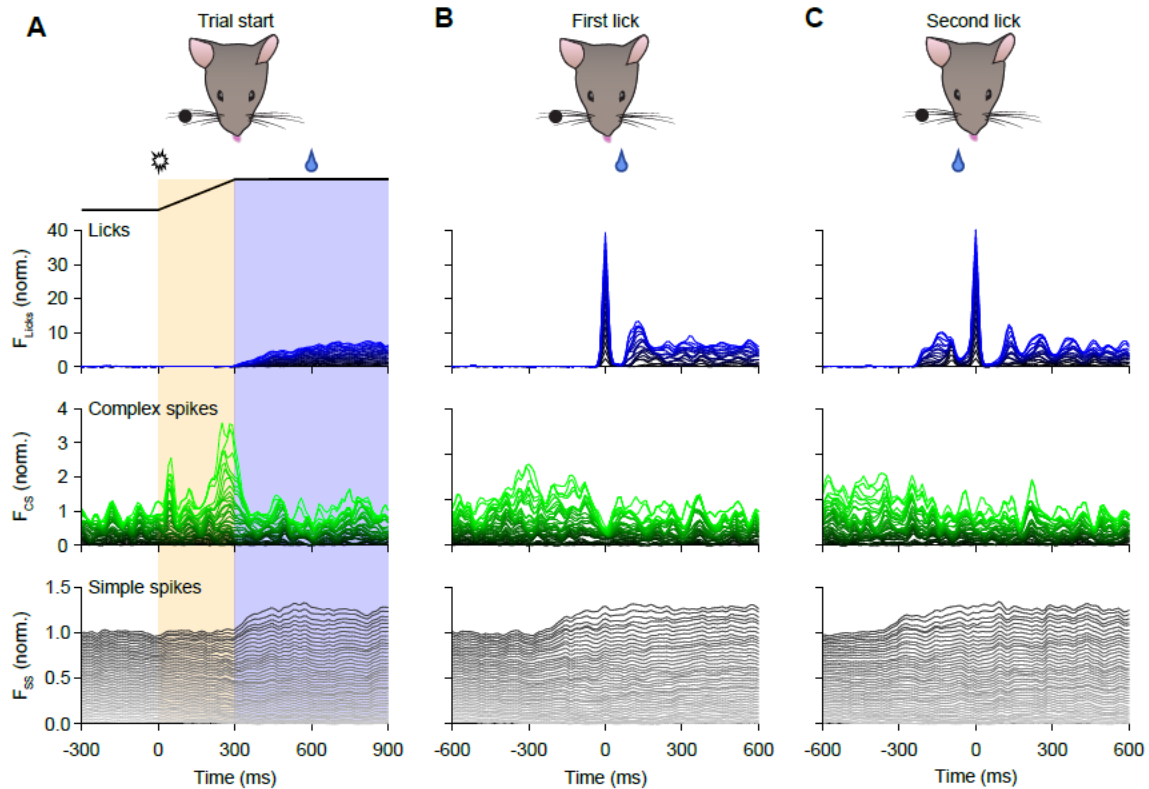 A
Trial start
B
First lick
C
Second lick
Licks
F_Licks (norm.)
40
30
20
10
0
Complex spikes
F_CS (norm.)
4
3
2
1
0
Simple spikes
F_SS (norm.)
1.5
1.0
0.5
0.0
-300 0 300 600 900
Time (ms)
-600 -300 0 300 600
Time (ms)
-600 -300 0 300 600
Time (ms)